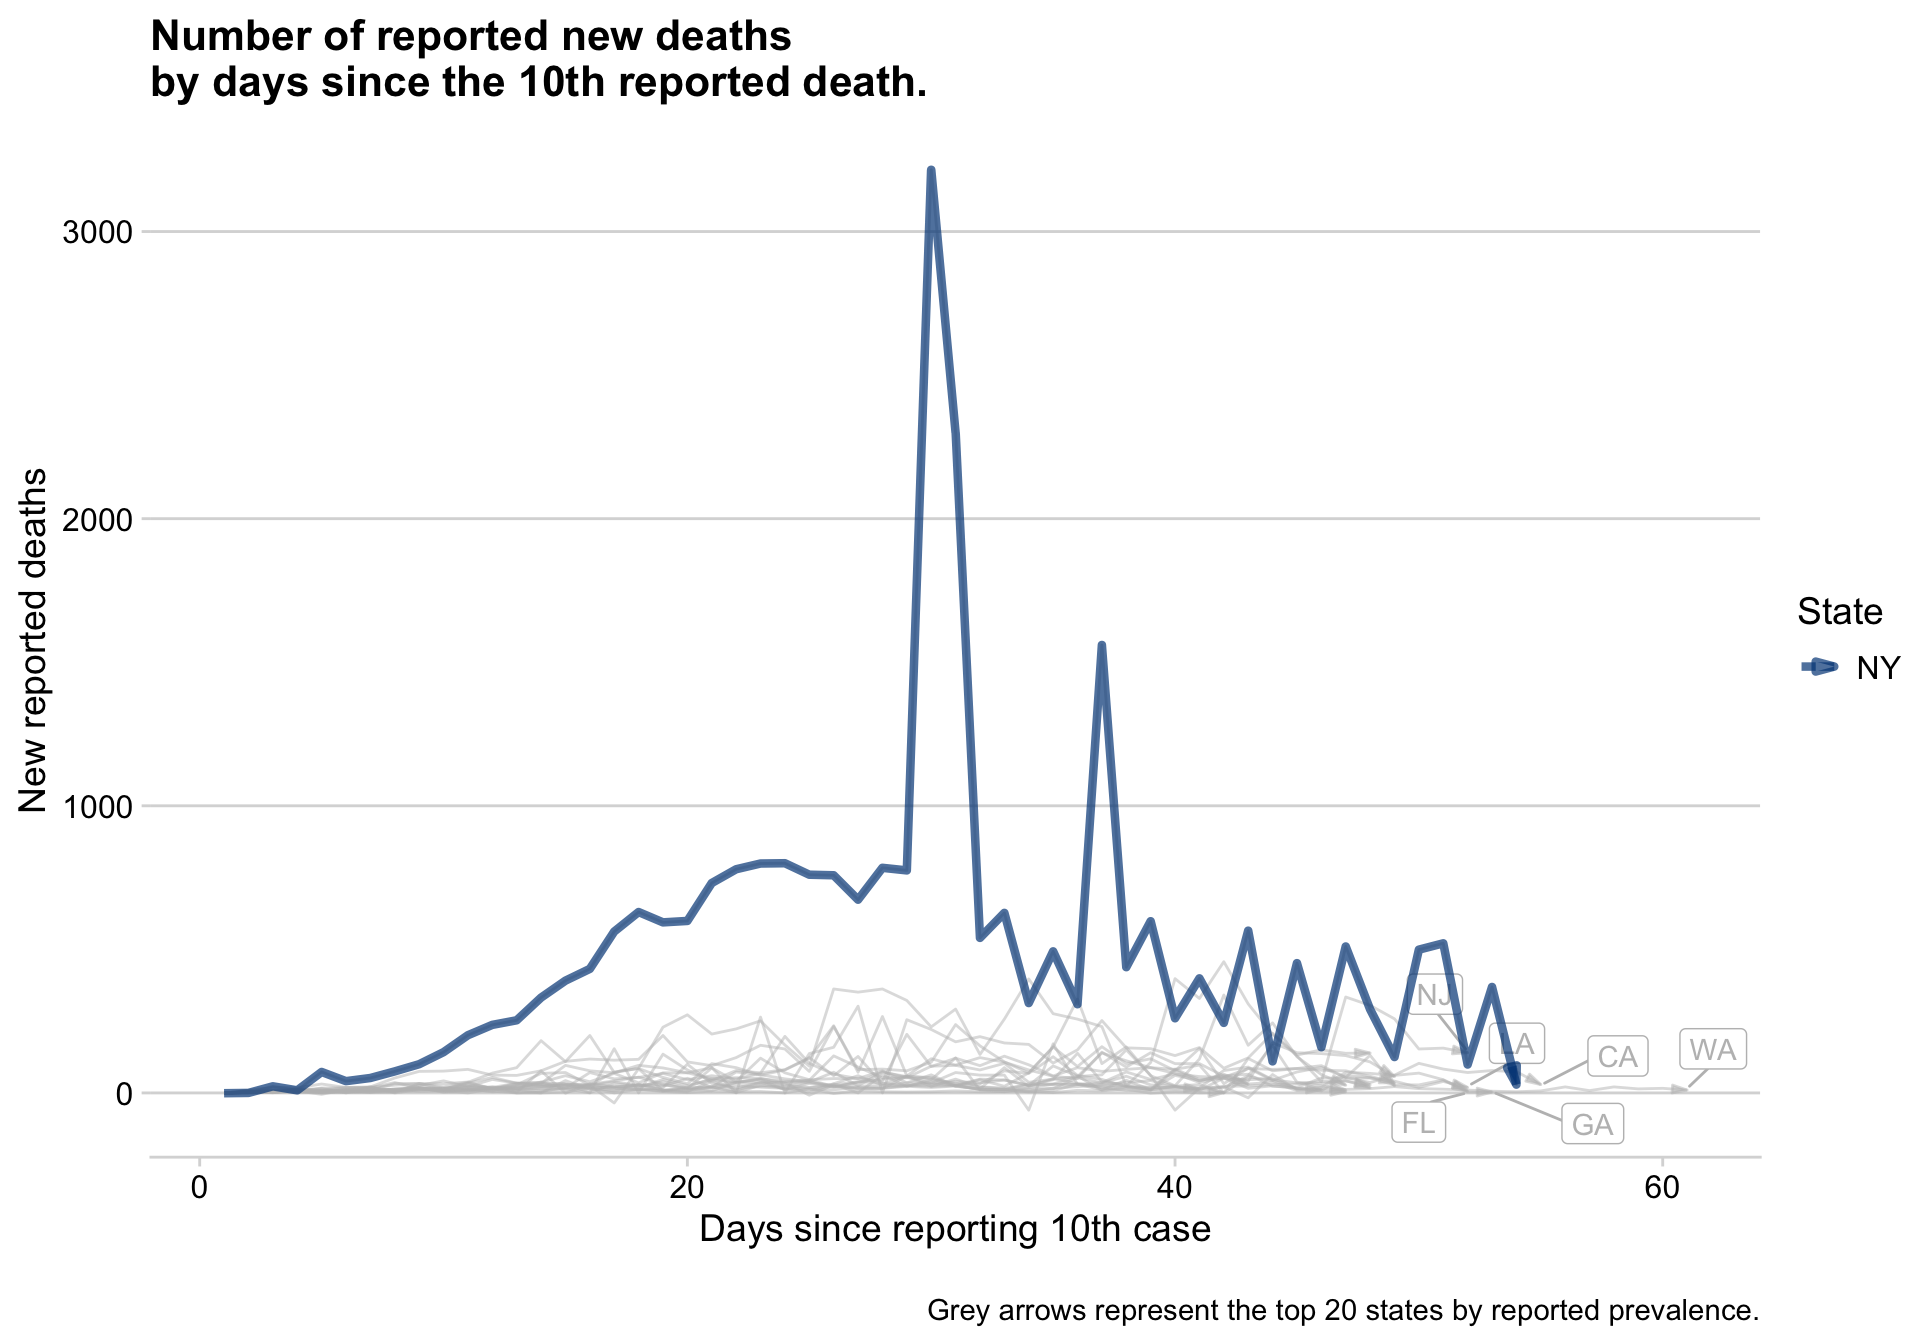 Number of reported new deaths
by days since the 10th reported death.
New reported deaths
3000
2000
1000
0
State
NY
NJ
LA
CA
WA
FL
GA
0
20
40
60
Days since reporting 10th case
Grey arrows represent the top 20 states by reported prevalence.